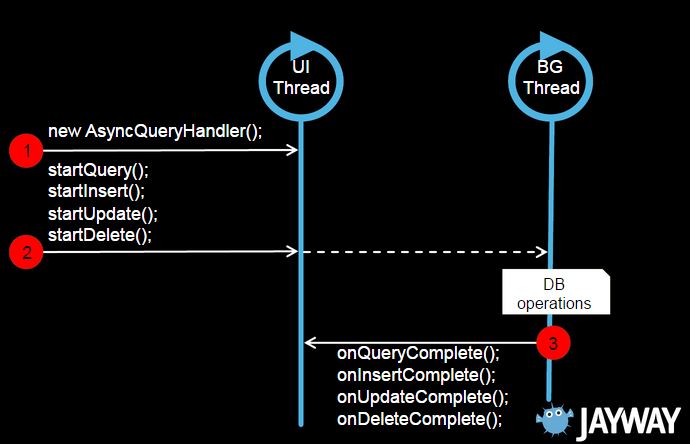 UI
Thread
BG
Thread
new AsyncQueryHandler();
1
startQuery();
startInsert();
startUpdate();
startDelete();
2
DB
operations
3
onQueryComplete();
onInsertComplete();
onUpdateComplete();
onDeleteComplete();
JAYWAY